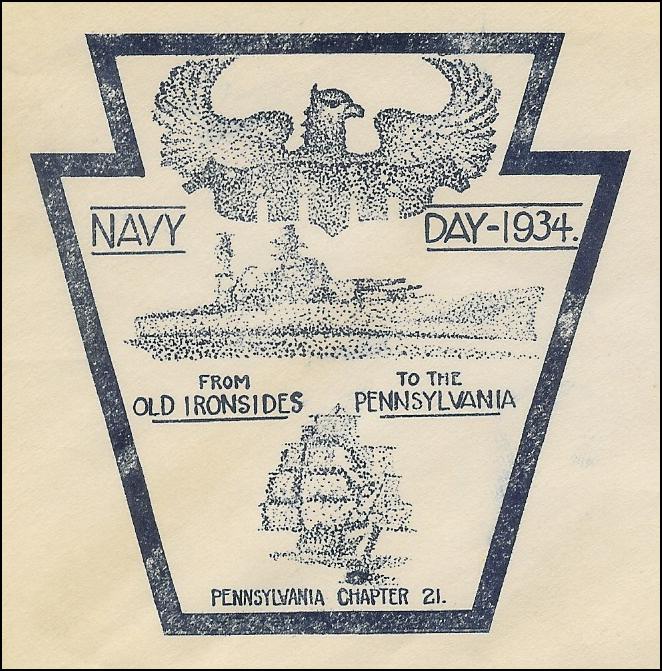 NAVY DAY-1934.
FROM TO THE
OLD IRONSIDES PENNSYLVANIA
PENNSYLVANIA CHAPTER 21.